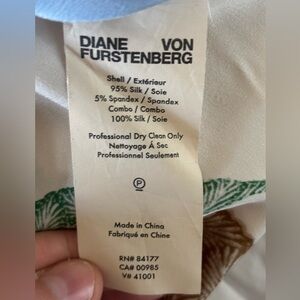 DIANE VON
FURSTENBERG
Shell / Extérieur
95% Silk / Soie
5% Spandex / Spandex
Combo / Combo
100% Silk / Soie
Professional Dry Clean Only
Nettoyage À Sec
Professionnel Seulement
P
Made in China
Fabriqué en Chine
RN# 84177
CA# 00985
V# 41001